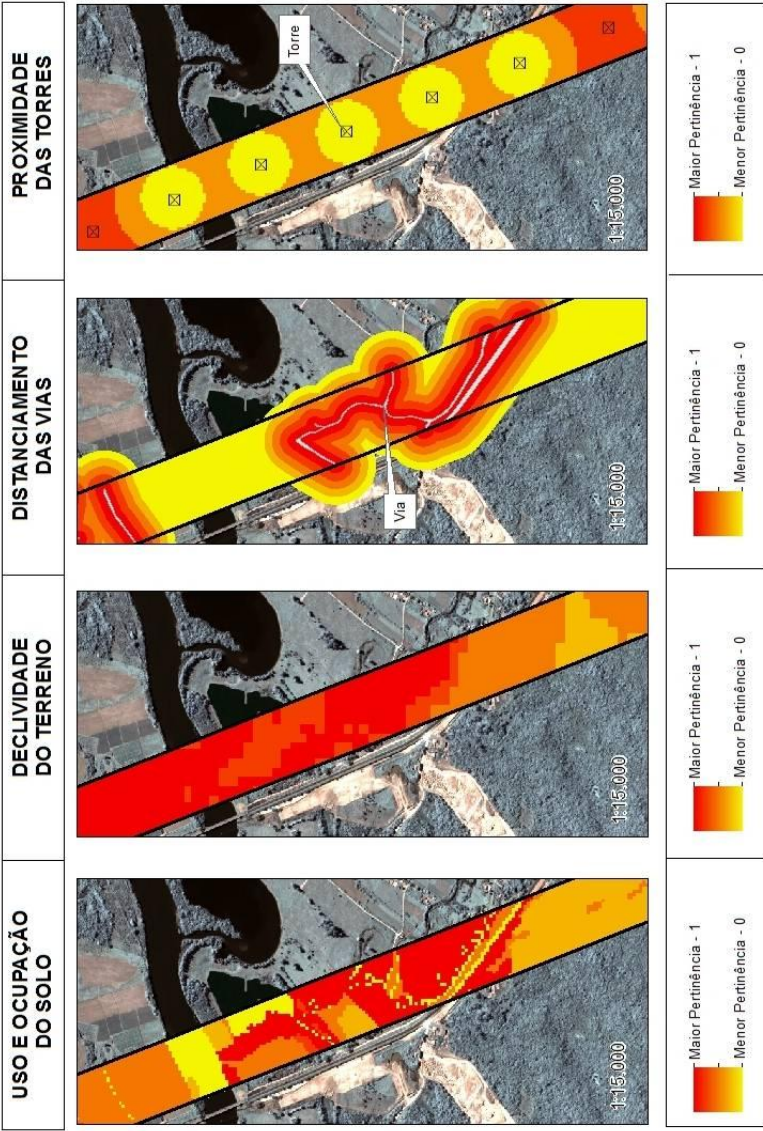 USO E OCUPAÇÃO
DO SOLO
DECLIVIDADE
DO TERRENO
DISTANCIAMENTO
DAS VIAS
PROXIMIDADE
DAS TORRES
1:15.000
1:15.000
Via
1:15.000
Torre
1:15.000
Maior Pertinência - 1
Menor Pertinência - 0
Maior Pertinência - 1
Menor Pertinência - 0
Maior Pertinência - 1
Menor Pertinência - 0
Maior Pertinência - 1
Menor Pertinência - 0